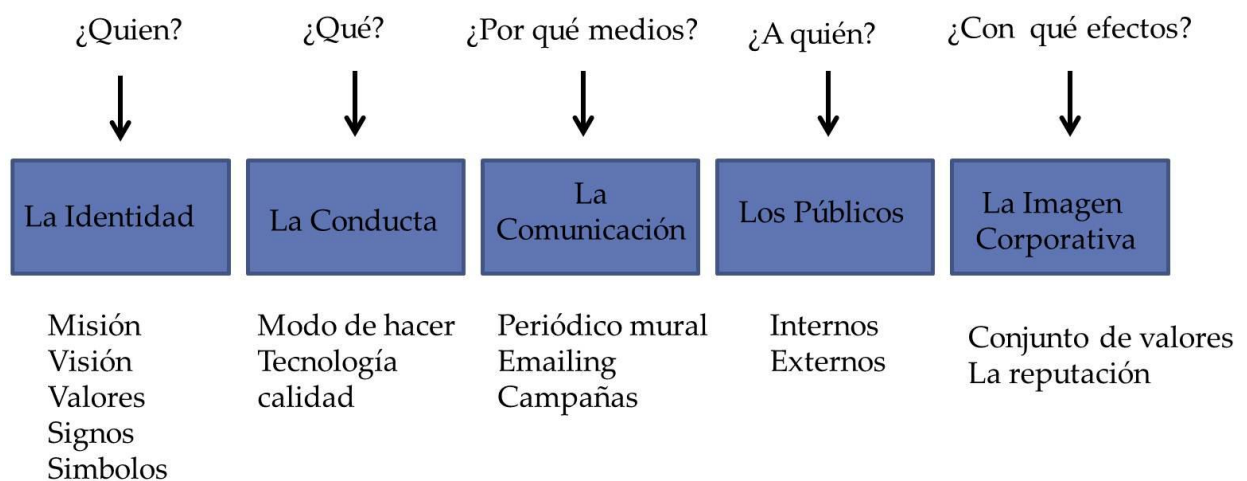 ¿Quien?
¿Qué?
¿Por qué medios?
¿A quién?
¿Con qué efectos?
La Identidad
La Conducta
La
Comunicación
Los Públicos
La Imagen
Corporativa
Misión
Visión
Valores
Signos
Simbolos
Modo de hacer
Tecnología
calidad
Periódico mural
Emailing
Campañas
Internos
Externos
Conjunto de valores
La reputación